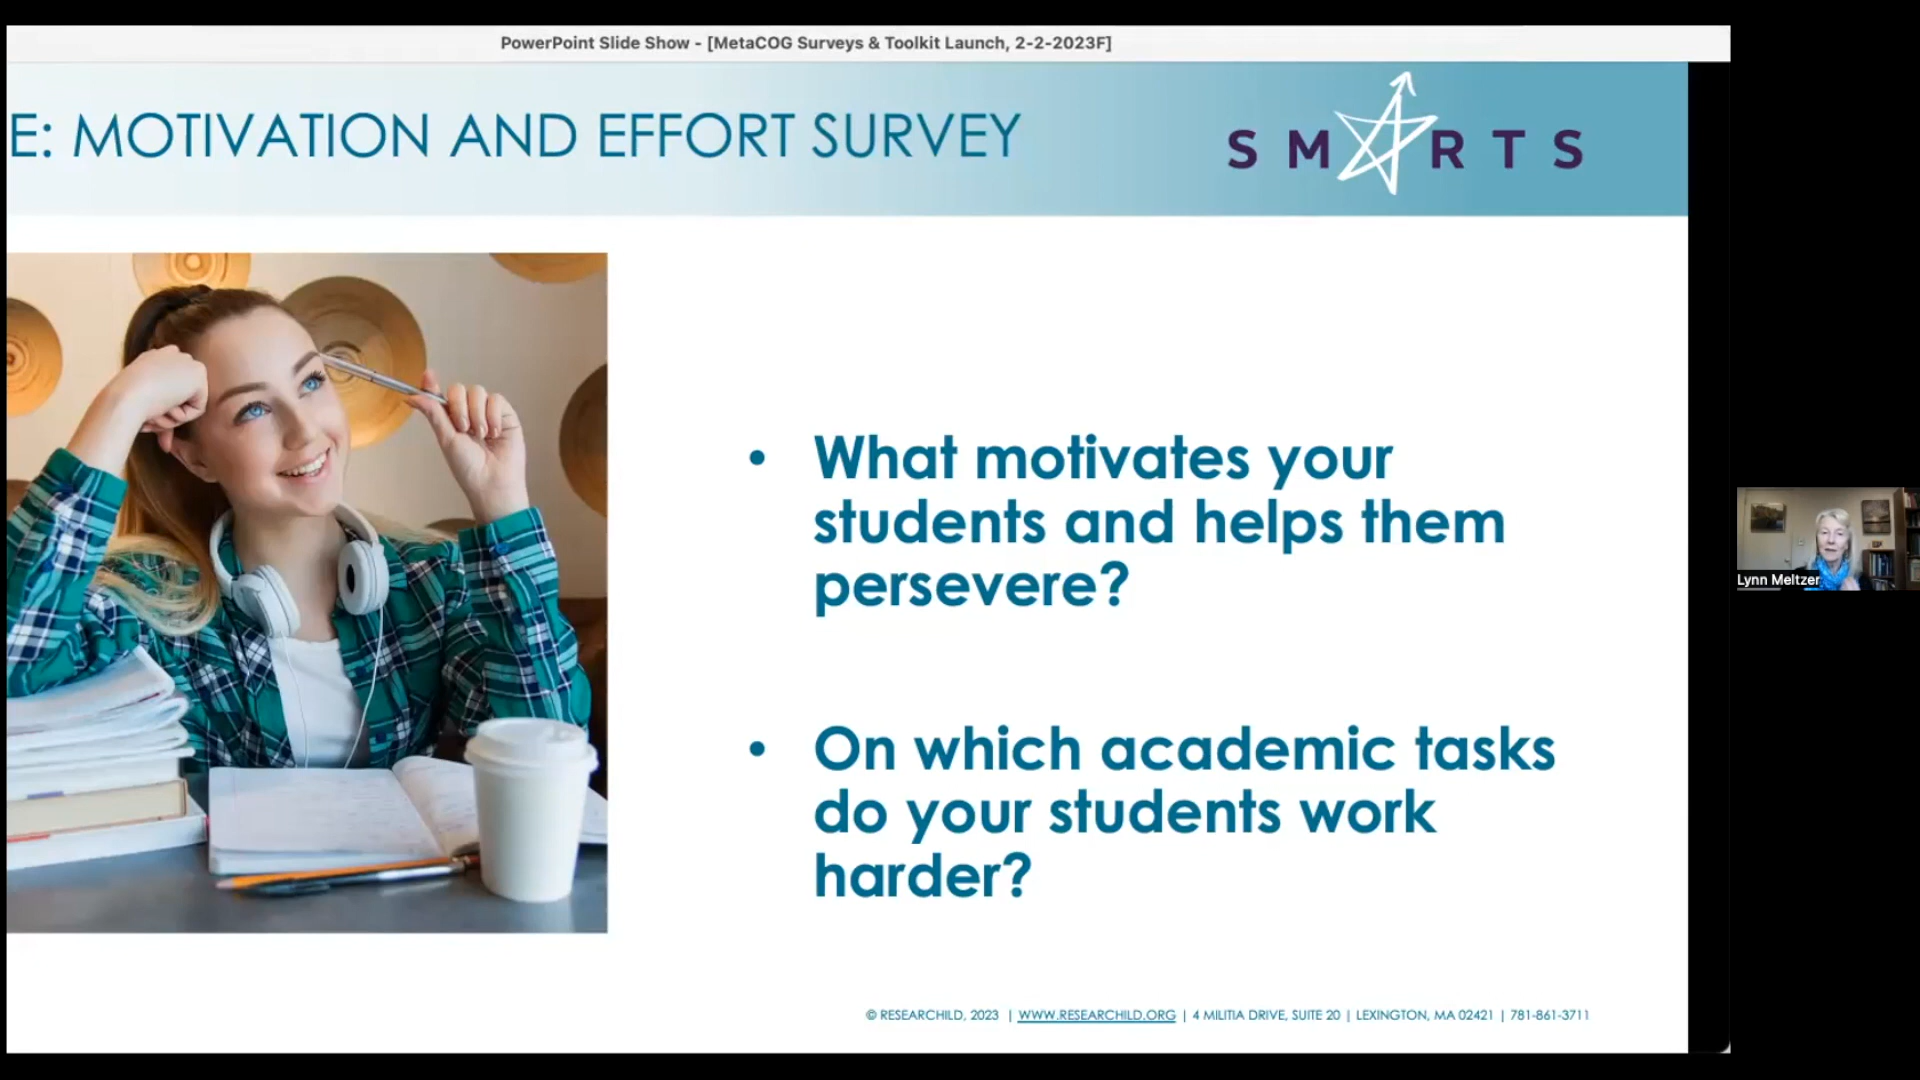 PowerPoint Slide Show - [MetaCOG Surveys & Toolkit Launch, 2-2-2023F]
E: MOTIVATION AND EFFORT SURVEY
SMARTS
• What motivates your
students and helps them
persevere?
• On which academic tasks
do your students work
harder?
Lynn Meltzer
© RESEARCHILD, 2023 | WWW.RESEARCHILD.ORG | 4 MILITIA DRIVE, SUITE 20 | LEXINGTON, MA 02421 | 781-861-3711